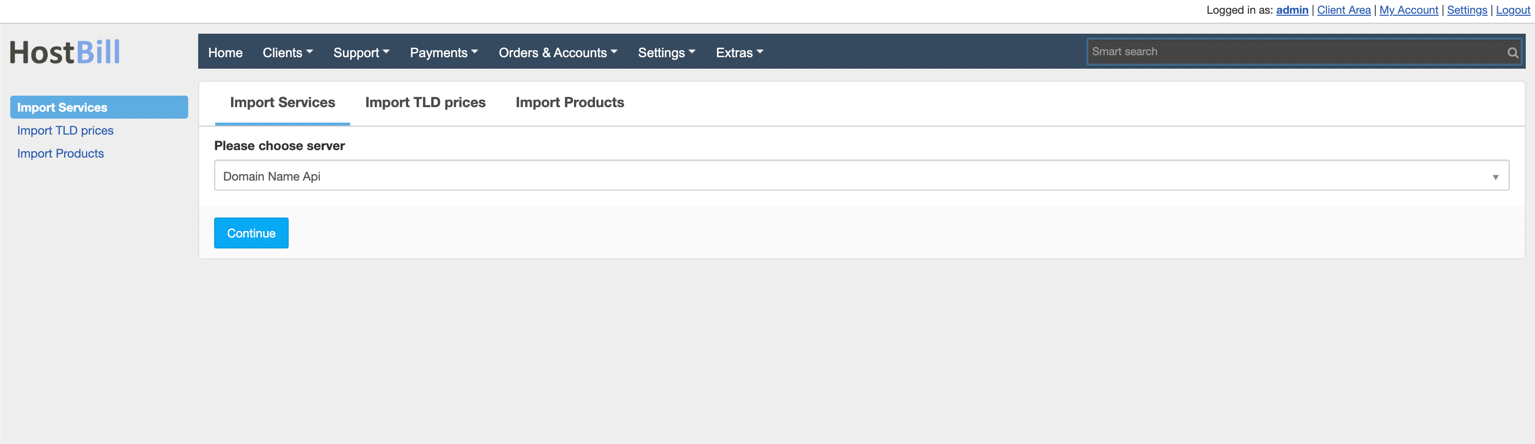 Logged in as: admin | Client Area | My Account | Settings | Logout
HostBill
Home Clients Support Payments Orders & Accounts Settings Extras Smart search
Import Services
Import TLD prices
Import Products
Import Services Import TLD prices Import Products
Please choose server
Domain Name Api
Continue